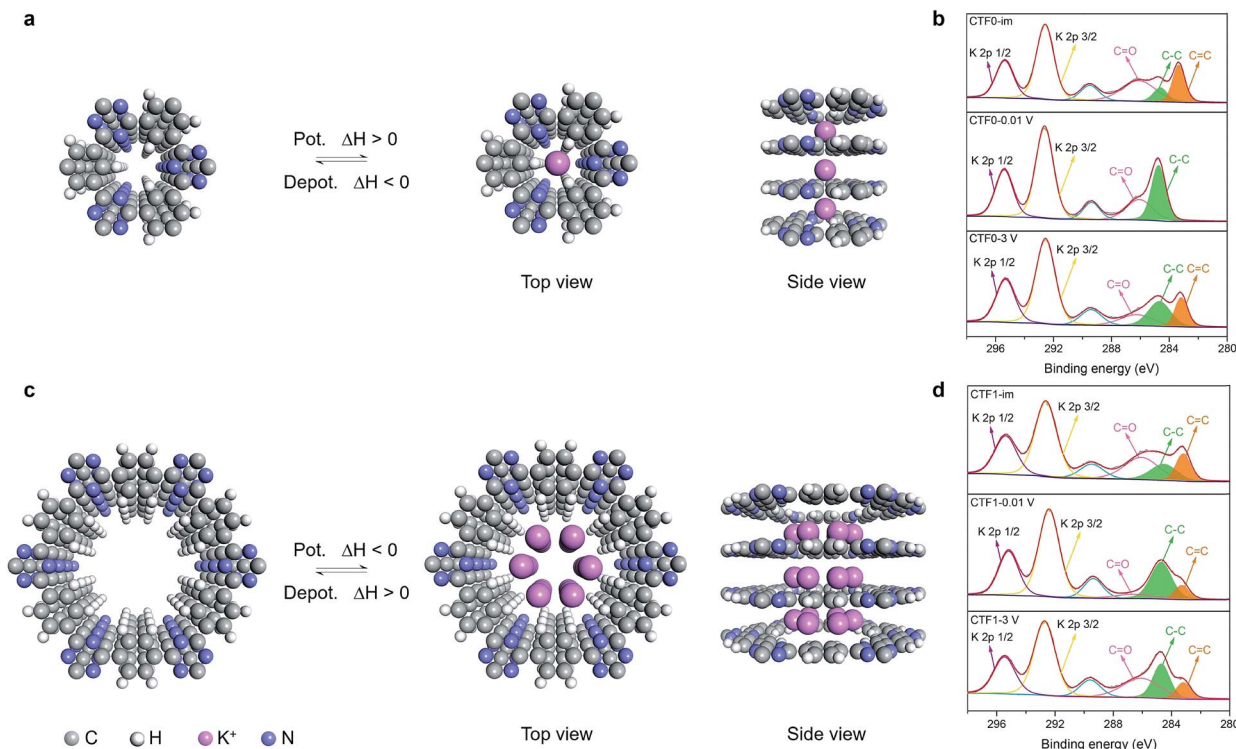 a
Pot. ΔH > 0
Depot. ΔH < 0
Top view
Side view
b
CTF0-im
K 2p 1/2
K 2p 3/2
C=O
C-C
C=C
CTF0-0.01 V
K 2p 1/2
K 2p 3/2
C=O
C-C
CTF0-3 V
K 2p 1/2
K 2p 3/2
C=O
C-C
C=C
296 292 288 284 280
Binding energy (eV)
c
Pot. ΔH < 0
Depot. ΔH > 0
Top view
Side view
C H K⁺ N
d
CTF1-im
K 2p 1/2
K 2p 3/2
C=O
C-C
C=C
CTF1-0.01 V
K 2p 1/2
K 2p 3/2
C=O
C-C
C=C
CTF1-3 V
K 2p 1/2
K 2p 3/2
C=O
C-C
C=C
296 292 288 284 280
Binding energy (eV)